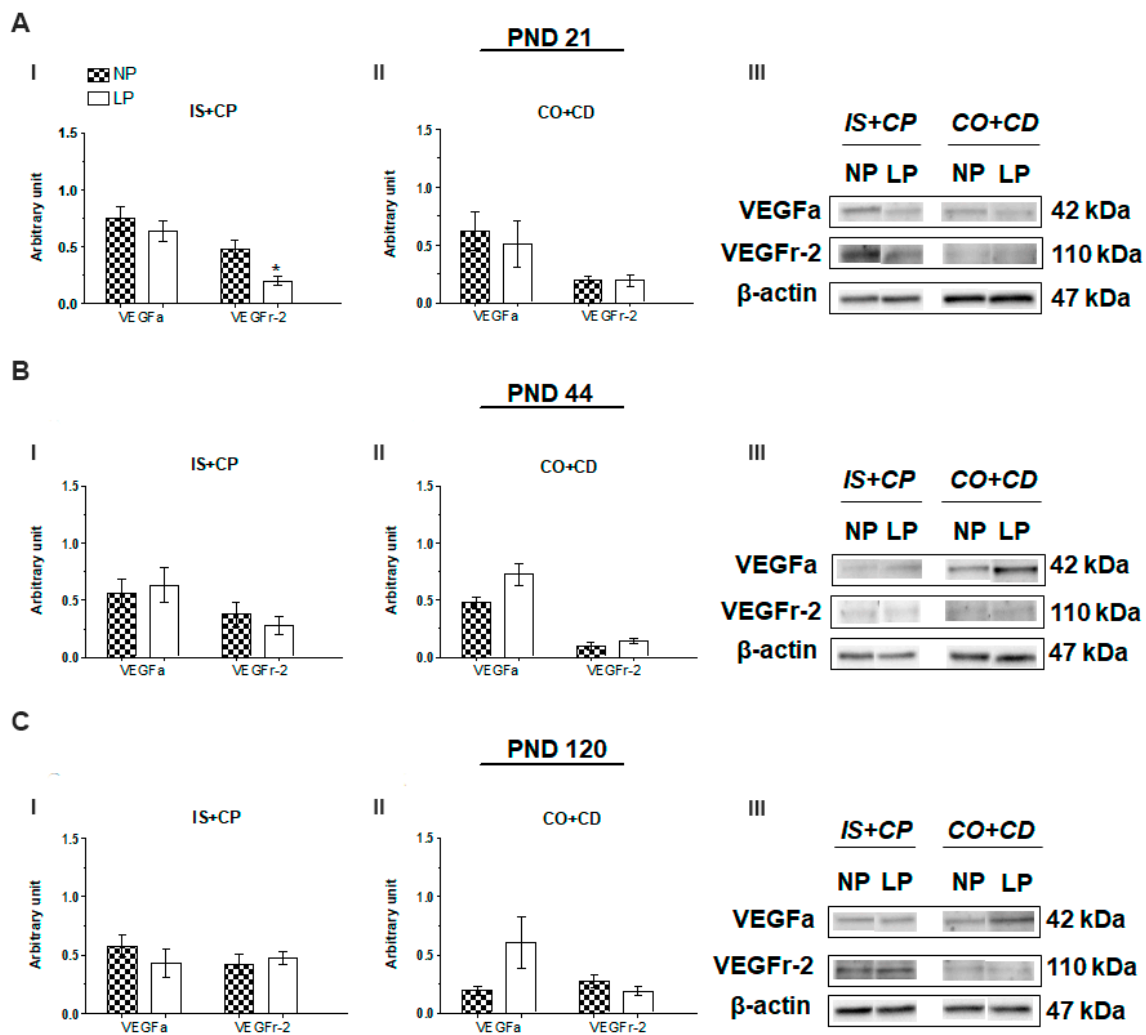 A
PND 21
I
II
III
NP
LP
IS+CP
CO+CD
1.5
1.0
0.5
0.0
Arbitrary unit
*
VEGFa
VEGFr-2
1.5
1.0
0.5
0.0
Arbitrary unit
VEGFa
VEGFr-2
IS+CP CO+CD
NP LP NP LP
VEGFa 42 kDa
VEGFr-2 110 kDa
β-actin 47 kDa
B
PND 44
I
II
III
IS+CP
CO+CD
1.5
1.0
0.5
0.0
Arbitrary unit
VEGFa
VEGFr-2
1.5
1.0
0.5
0.0
Arbitrary unit
VEGFa
VEGFr-2
IS+CP CO+CD
NP LP NP LP
VEGFa 42 kDa
VEGFr-2 110 kDa
β-actin 47 kDa
C
PND 120
I
II
III
IS+CP
CO+CD
1.5
1.0
0.5
0.0
Arbitrary unit
VEGFa
VEGFr-2
1.5
1.0
0.5
0.0
Arbitrary unit
VEGFa
VEGFr-2
IS+CP CO+CD
NP LP NP LP
VEGFa 42 kDa
VEGFr-2 110 kDa
β-actin 47 kDa